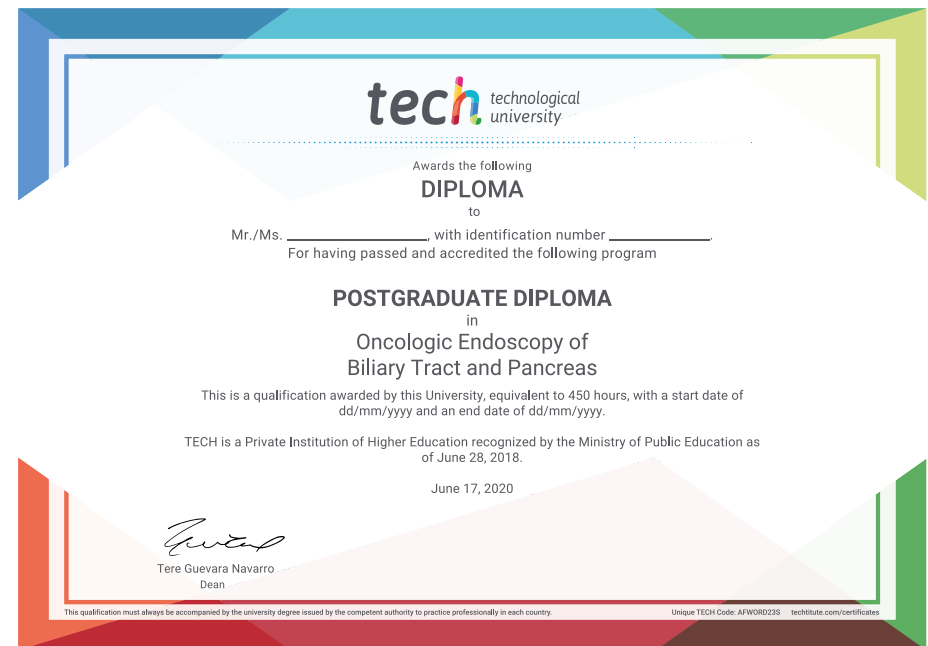 tech technological
university
Awards the following
DIPLOMA
to
Mr./Ms. ____________, with identification number ____________.
For having passed and accredited the following program
POSTGRADUATE DIPLOMA
in
Oncologic Endoscopy of
Biliary Tract and Pancreas
This is a qualification awarded by this University, equivalent to 450 hours, with a start date of
dd/mm/yyyy and an end date of dd/mm/yyyy.
TECH is a Private Institution of Higher Education recognized by the Ministry of Public Education as
of June 28, 2018.
June 17, 2020
Tere Guevara Navarro
Dean
This qualification must always be accompanied by the university degree issued by the competent authority to practice professionally in each country.
Unique TECH Code: AFWORD23S techtitute.com/certificates